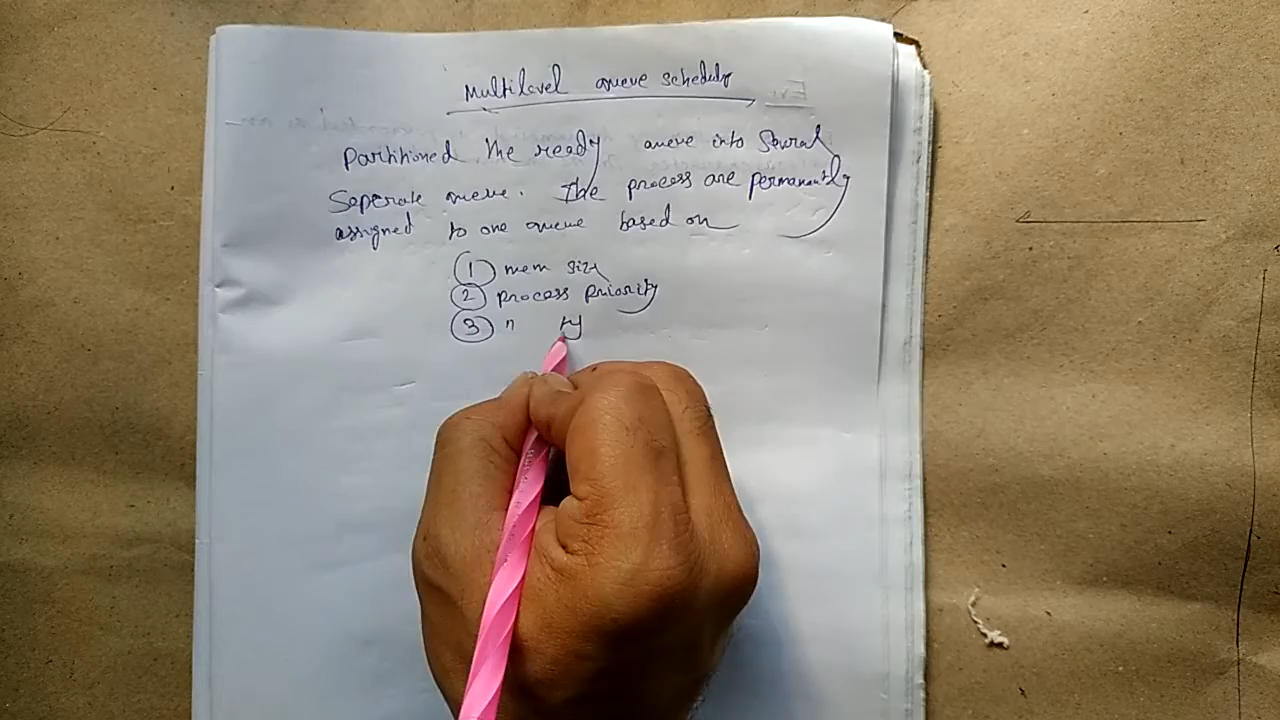 Multilevel queue scheduling
Partitioned the ready queue into Several
Seperate queue. The process are permanently
assigned to one queue based on
1 mem size
2 process priority
3 " ty